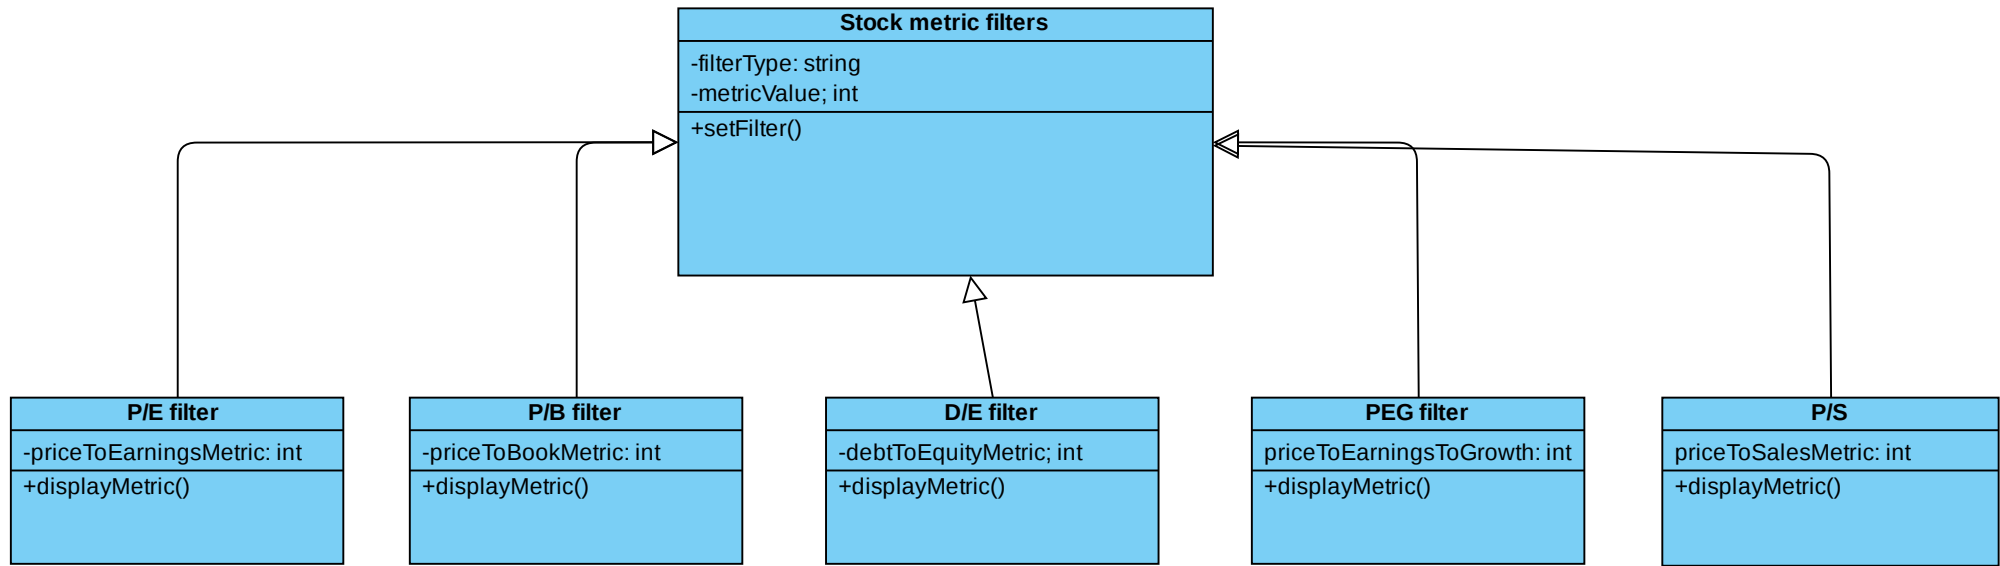 Stock metric filters
-filterType: string
-metricValue; int
+setFilter()
P/E filter
-priceToEarningsMetric: int
+displayMetric()
P/B filter
-priceToBookMetric: int
+displayMetric()
D/E filter
-debtToEquityMetric; int
+displayMetric()
PEG filter
priceToEarningsToGrowth: int
+displayMetric()
P/S
priceToSalesMetric: int
+displayMetric()